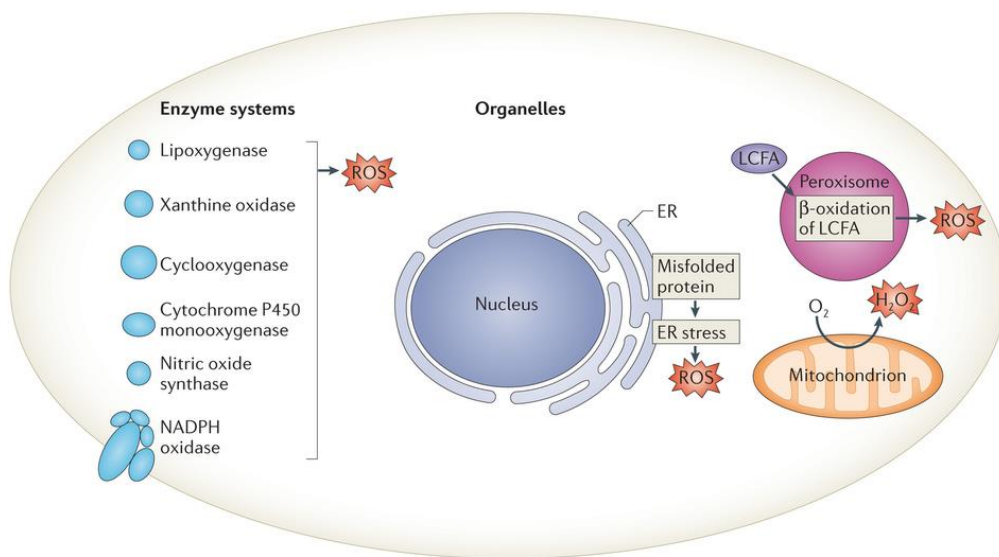 Enzyme systems
Lipoxygenase
Xanthine oxidase
Cyclooxygenase
Cytochrome P450
monooxygenase
Nitric oxide
synthase
NADPH
oxidase
ROS
Organelles
Nucleus
ER
Misfolded
protein
ER stress
ROS
LCFA
Peroxisome
β-oxidation
of LCFA
ROS
O₂
H₂O₂
Mitochondrion